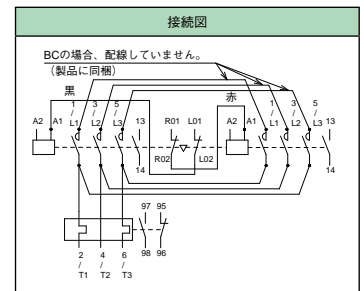 接続図
BCの場合、配線していません。
（製品に同梱）
黒
赤
1 3 5
/ / /
A2 A1 L1 L2 L3 13
R01 L01
A2 A1
1 3 5
/ / /
L1 L2 L3 13
14
R02 L02
14
97 95
98 96
2 4 6
/ / /
T1 T2 T3